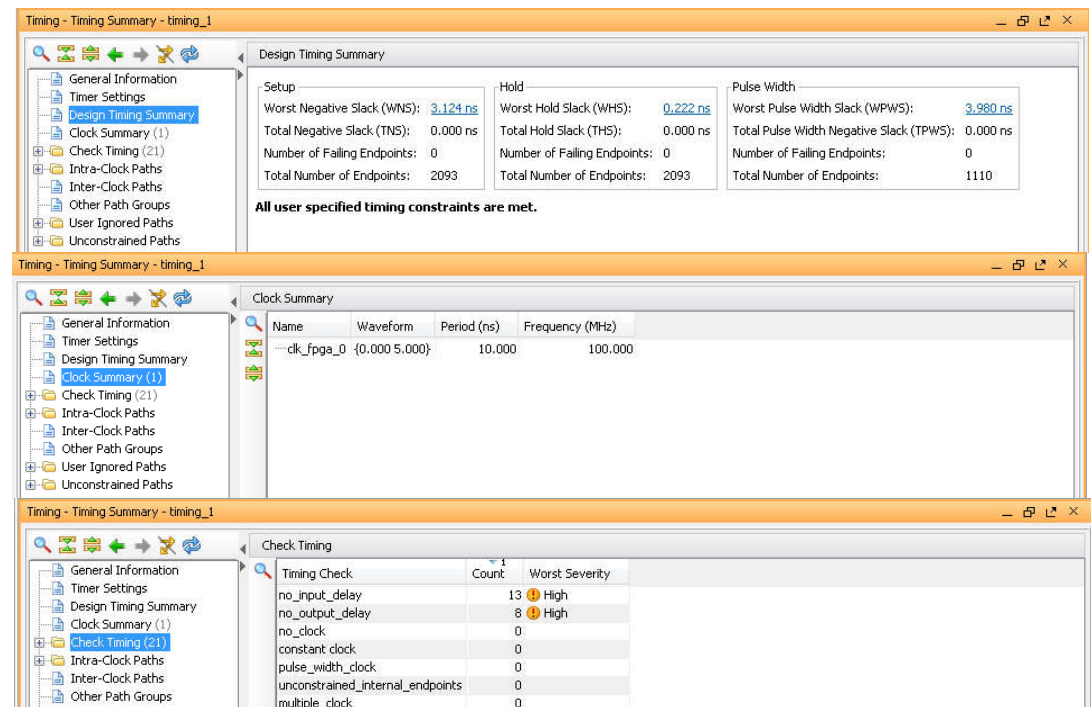 Timing - Timing Summary - timing_1
Design Timing Summary
General Information
Timer Settings
Design Timing Summary
Clock Summary (1)
Check Timing (21)
Intra-Clock Paths
Inter-Clock Paths
Other Path Groups
User Ignored Paths
Unconstrained Paths
Setup Hold Pulse Width
Worst Negative Slack (WNS): 3.124 ns Worst Hold Slack (WHS): 0.222 ns Worst Pulse Width Slack (WPWS): 3.980 ns
Total Negative Slack (TNS): 0.000 ns Total Hold Slack (THS): 0.000 ns Total Pulse Width Negative Slack (TPWS): 0.000 ns
Number of Failing Endpoints: 0 Number of Failing Endpoints: 0 Number of Failing Endpoints: 0
Total Number of Endpoints: 2093 Total Number of Endpoints: 2093 Total Number of Endpoints: 1110
All user specified timing constraints are met.
Timing - Timing Summary - timing_1
Clock Summary
General Information
Timer Settings
Design Timing Summary
Clock Summary (1)
Check Timing (21)
Intra-Clock Paths
Inter-Clock Paths
Other Path Groups
User Ignored Paths
Unconstrained Paths
Name Waveform Period (ns) Frequency (MHz)
clk_fpga_0 {0.000 5.000} 10.000 100.000
Timing - Timing Summary - timing_1
Check Timing
General Information
Timer Settings
Design Timing Summary
Clock Summary (1)
Check Timing (21)
Intra-Clock Paths
Inter-Clock Paths
Other Path Groups
1
Timing Check Count Worst Severity
no_input_delay 13 High
no_output_delay 8 High
no_clock 0
constant clock 0
pulse_width_clock 0
unconstrained_internal_endpoints 0
multiple_clock 0